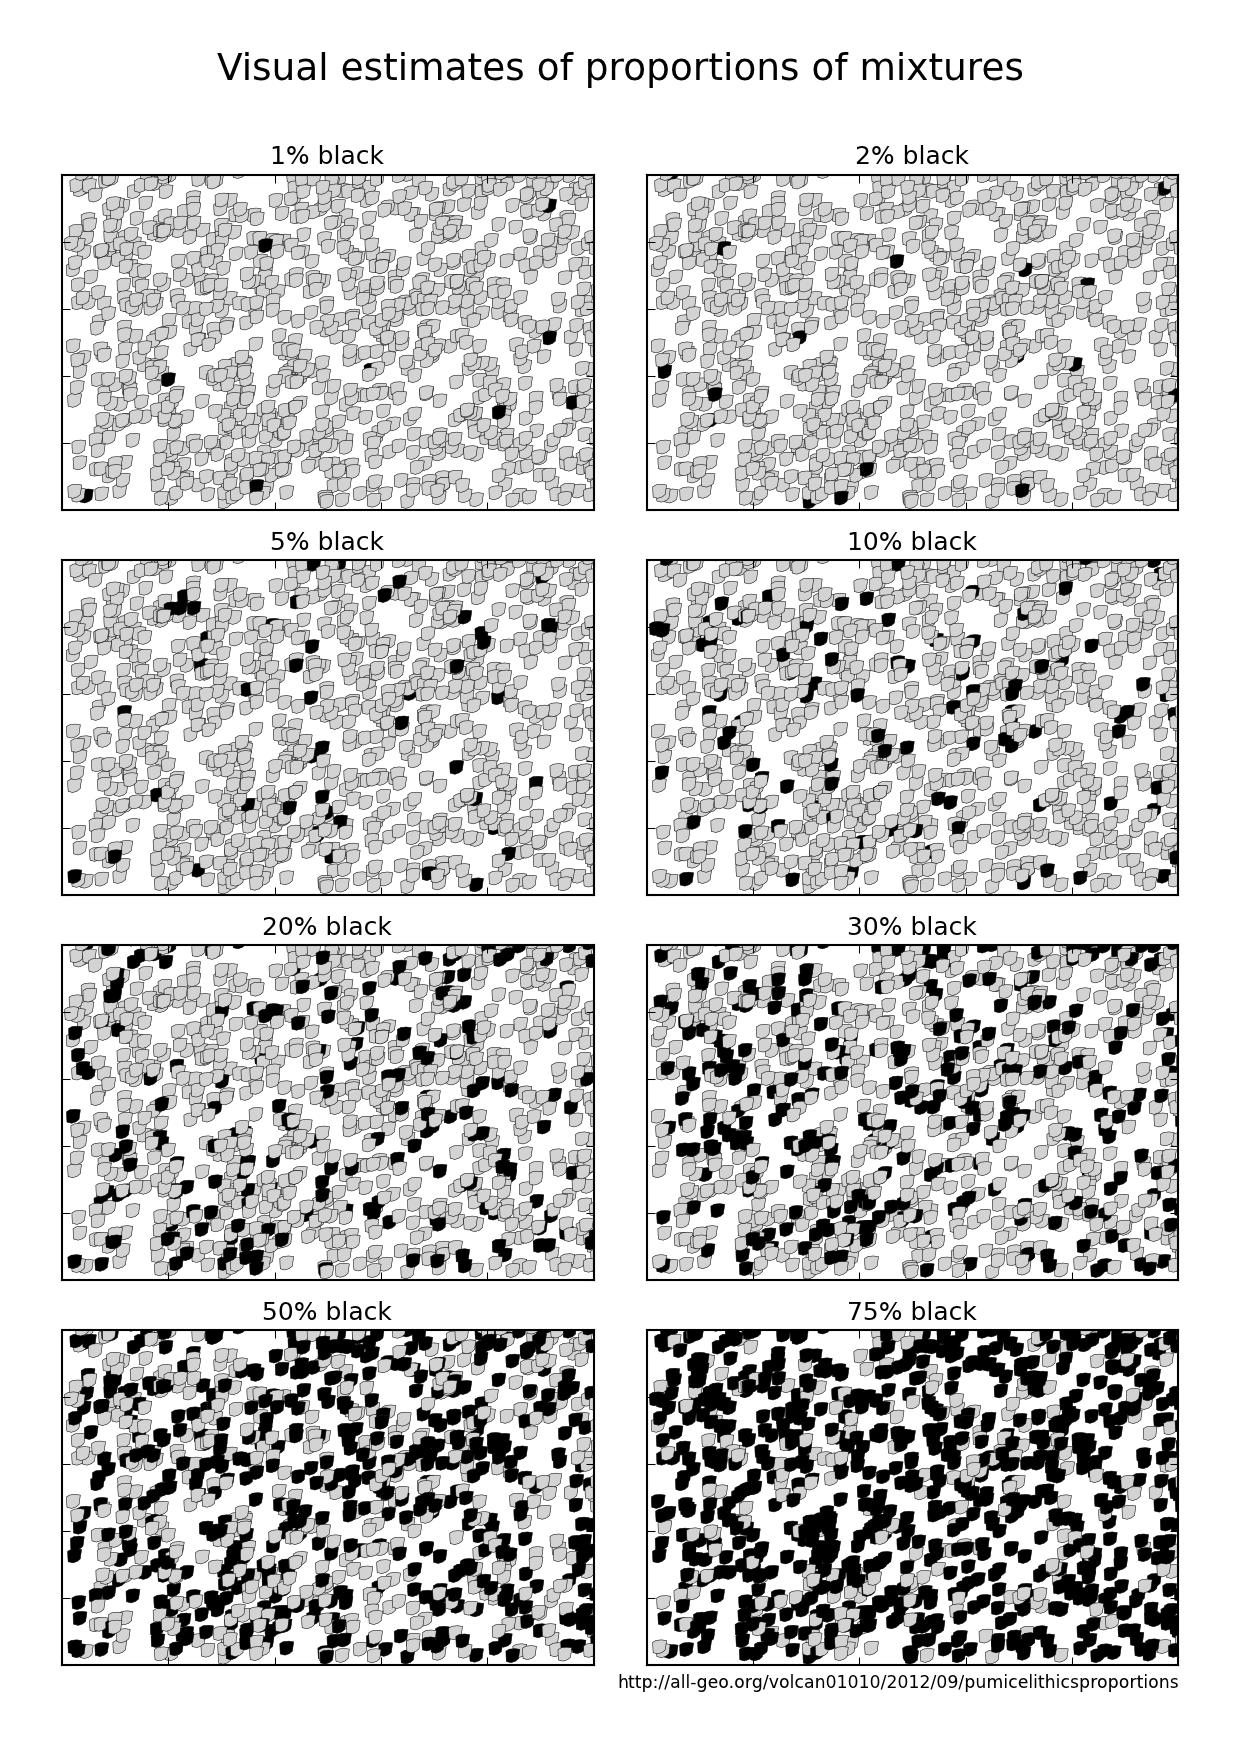 Visual estimates of proportions of mixtures
1% black
2% black
5% black
10% black
20% black
30% black
50% black
75% black
http://all-geo.org/volcan01010/2012/09/pumicelithicsproportions